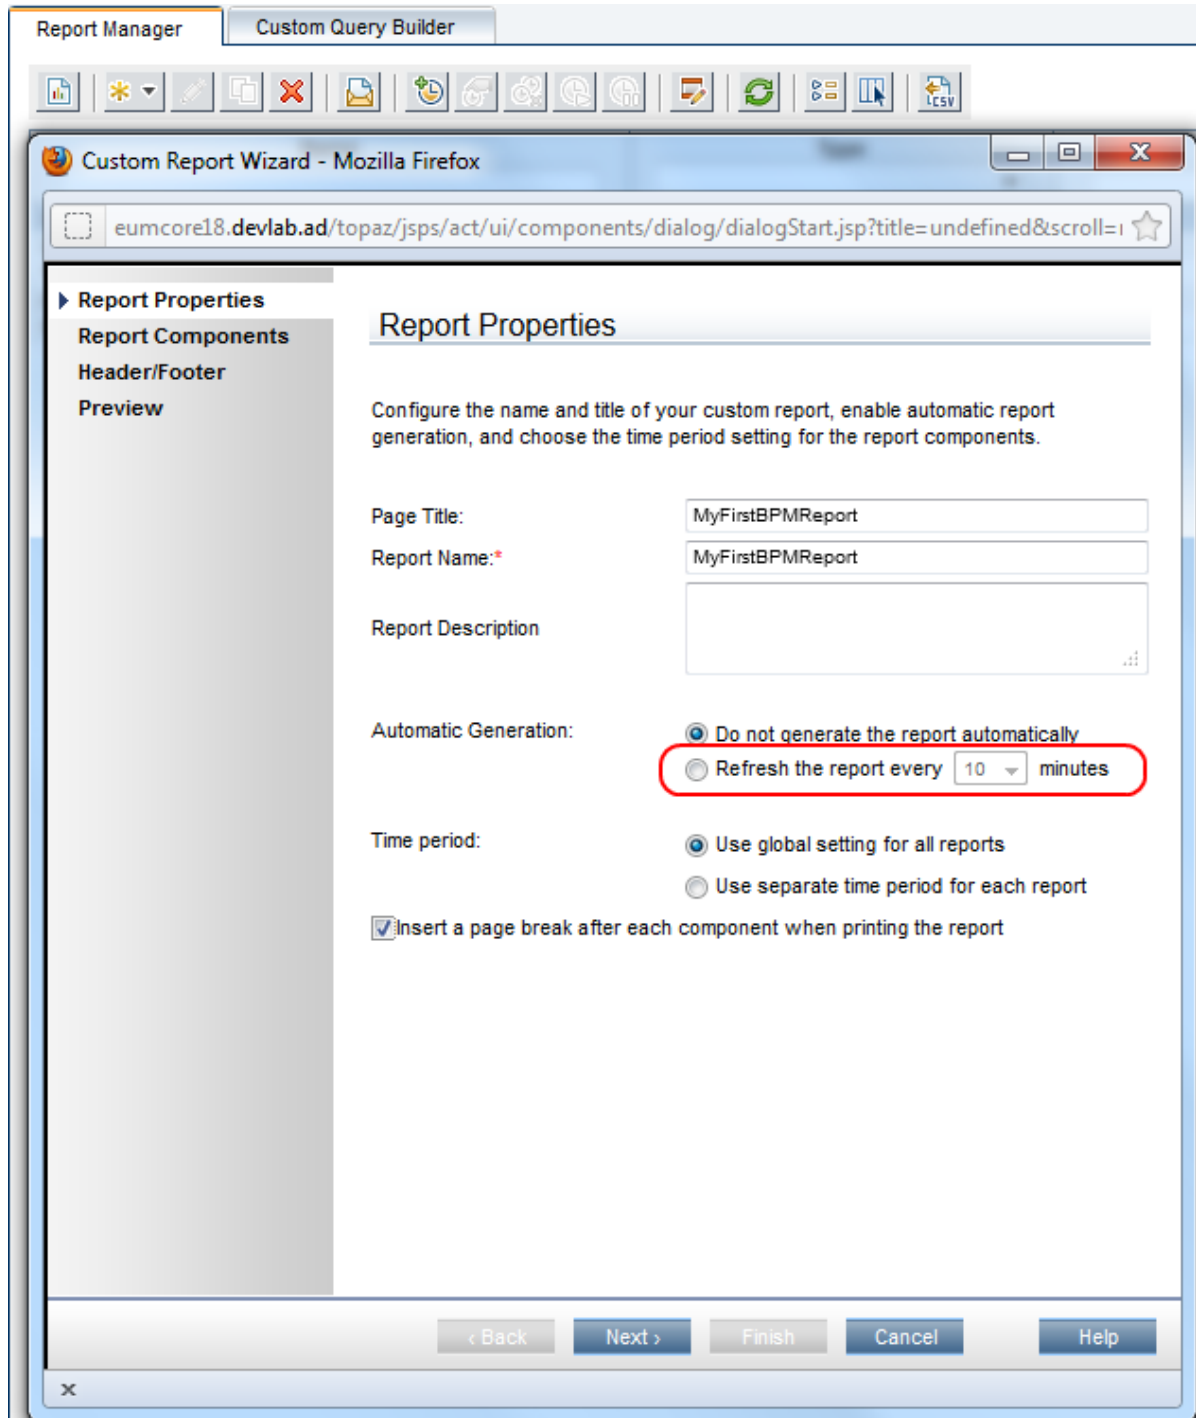 Report Manager
Custom Query Builder
CSV
Custom Report Wizard - Mozilla Firefox
eumcore18.devlab.ad/topaz/jsps/act/ui/components/dialog/dialogStart.jsp?title=undefined&scroll=
Report Properties
Report Components
Header/Footer
Preview
Report Properties
Configure the name and title of your custom report, enable automatic report
generation, and choose the time period setting for the report components.
Page Title:
MyFirstBPMReport
Report Name:*
MyFirstBPMReport
Report Description
Automatic Generation:
Do not generate the report automatically
Refresh the report every 10 minutes
Time period:
Use global setting for all reports
Use separate time period for each report
Insert a page break after each component when printing the report
‹ Back
Next ›
Finish
Cancel
Help